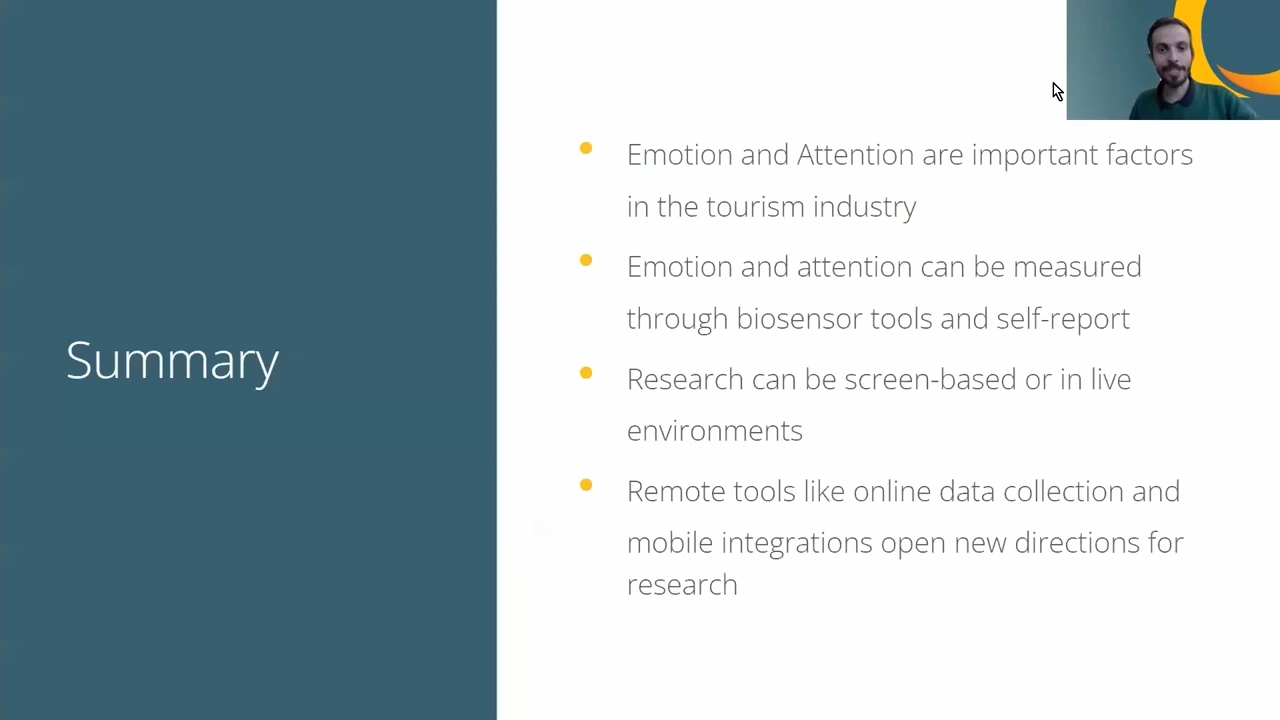 Summary
Emotion and Attention are important factors
in the tourism industry
Emotion and attention can be measured
through biosensor tools and self-report
Research can be screen-based or in live
environments
Remote tools like online data collection and
mobile integrations open new directions for
research